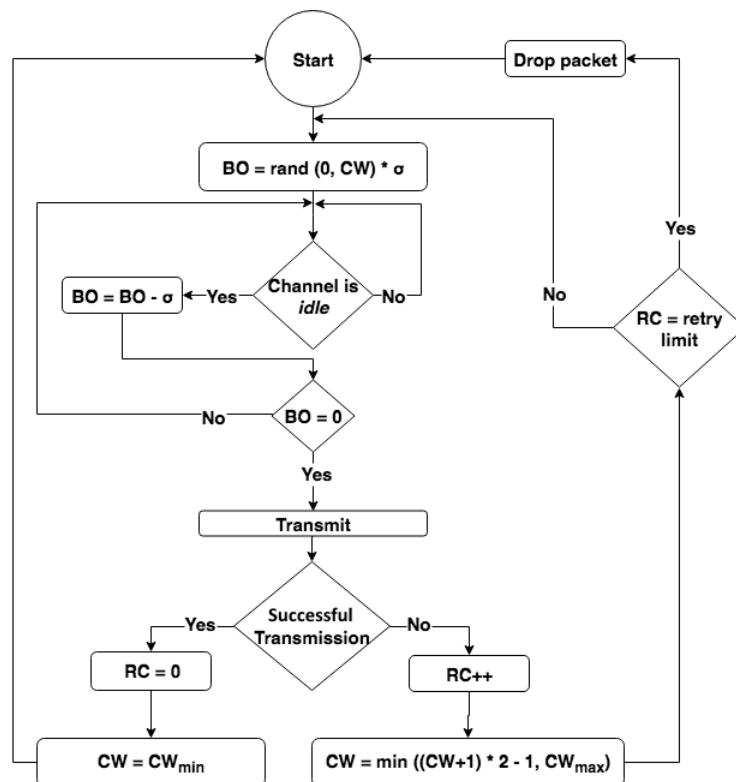 Start
Drop packet
BO = rand (0, CW) * σ
Yes
Channel is
idle
Yes
No
BO = BO - σ
No
RC = retry
limit
BO = 0
No
Yes
Transmit
Successful
Transmission
Yes
No
RC = 0
RC++
CW = CWmin
CW = min ((CW+1) * 2 - 1, CWmax)